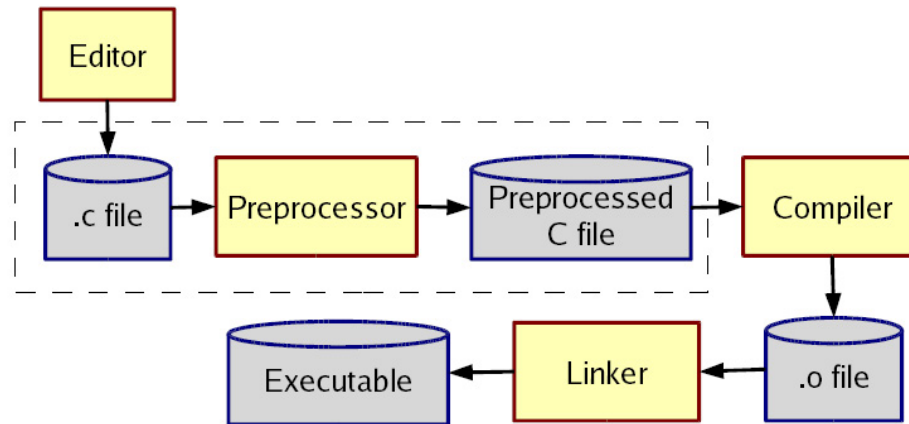 Editor
.c file
Preprocessor
Preprocessed
C file
Compiler
Executable
Linker
.o file